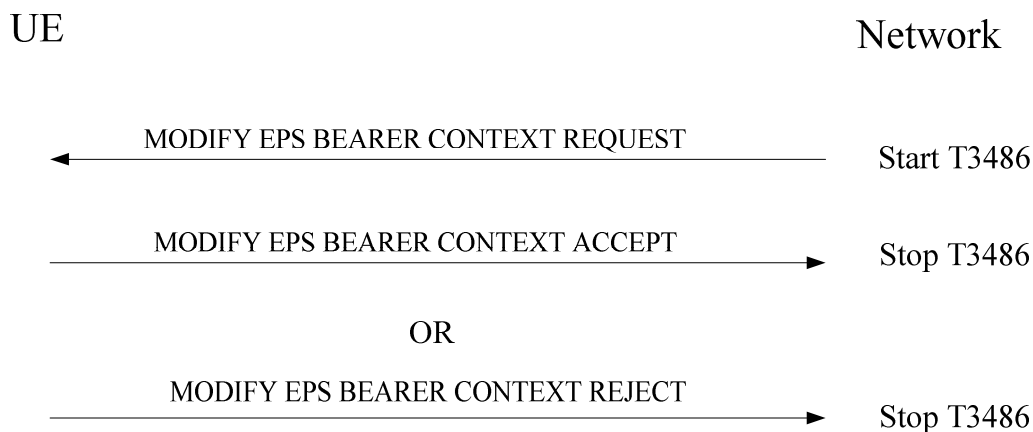 UE
Network
MODIFY EPS BEARER CONTEXT REQUEST
Start T3486
MODIFY EPS BEARER CONTEXT ACCEPT
Stop T3486
OR
MODIFY EPS BEARER CONTEXT REJECT
Stop T3486